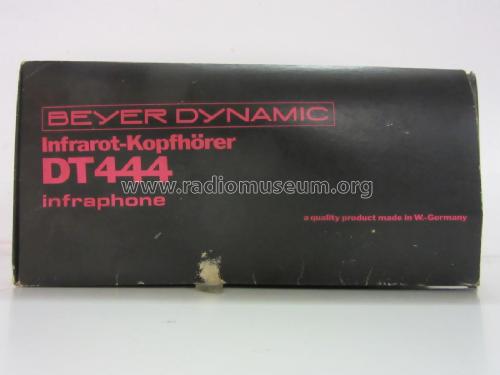 BEYER DYNAMIC
Infrarot-Kopfhörer
DT444
www.radiomuseum.org
infraphone
a quality product made in W.-Germany